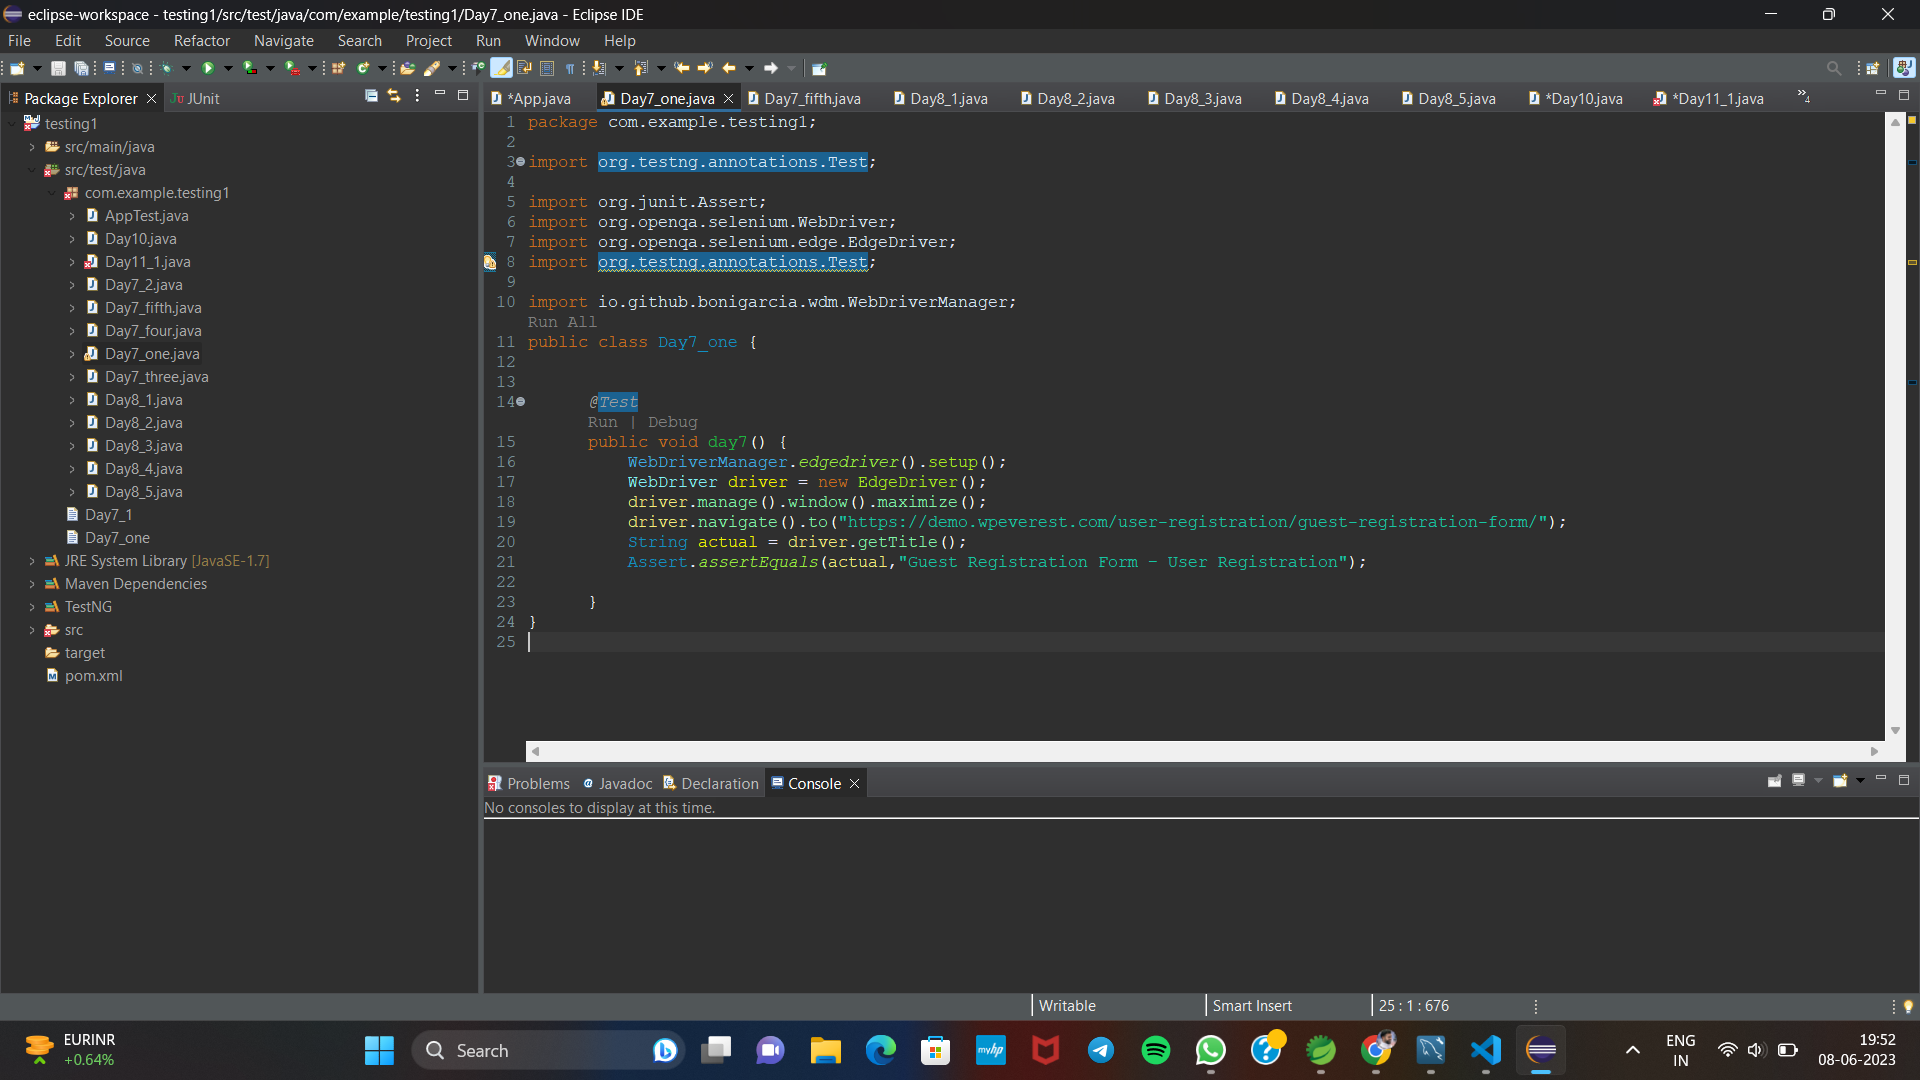 eclipse-workspace - testing1/src/test/java/com/example/testing1/Day7_one.java - Eclipse IDE
File Edit Source Refactor Navigate Search Project Run Window Help
Package Explorer JUnit
*App.java Day7_one.java Day7_fifth.java Day8_1.java Day8_2.java Day8_3.java Day8_4.java Day8_5.java *Day10.java *Day11_1.java »4
testing1
src/main/java
src/test/java
com.example.testing1
AppTest.java
Day10.java
Day11_1.java
Day7_2.java
Day7_fifth.java
Day7_four.java
Day7_one.java
Day7_three.java
Day8_1.java
Day8_2.java
Day8_3.java
Day8_4.java
Day8_5.java
Day7_1
Day7_one
JRE System Library [JavaSE-1.7]
Maven Dependencies
TestNG
src
target
pom.xml
1 package com.example.testing1;
2
3 import org.testng.annotations.Test;
4
5 import org.junit.Assert;
6 import org.openqa.selenium.WebDriver;
7 import org.openqa.selenium.edge.EdgeDriver;
8 import org.testng.annotations.Test;
9
10 import io.github.bonigarcia.wdm.WebDriverManager;
Run All
11 public class Day7_one {
12
13
14 @Test
Run | Debug
15 public void day7() {
16 WebDriverManager.edgedriver().setup();
17 WebDriver driver = new EdgeDriver();
18 driver.manage().window().maximize();
19 driver.navigate().to("https://demo.wpeverest.com/user-registration/guest-registration-form/");
20 String actual = driver.getTitle();
21 Assert.assertEquals(actual,"Guest Registration Form – User Registration");
22
23 }
24 }
25
Problems Javadoc Declaration Console
No consoles to display at this time.
Writable Smart Insert 25 : 1 : 676
EURINR
+0.64%
Search
myhp
ENG
IN
19:52
08-06-2023